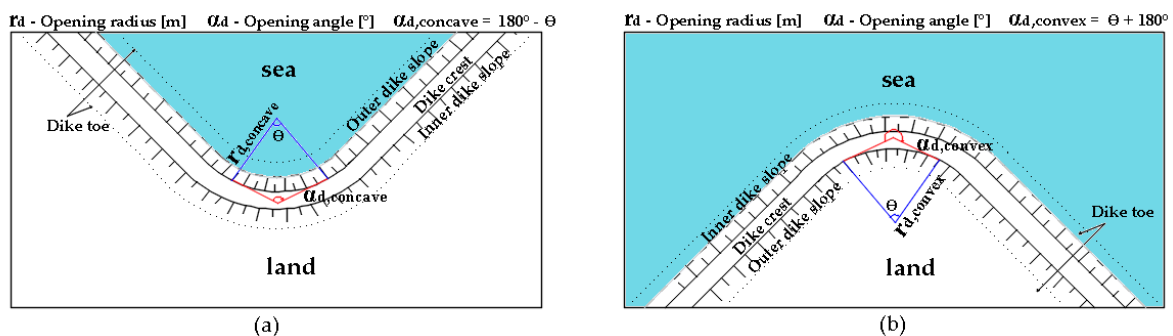 rd - Opening radius [m] αd - Opening angle [°] αd,concave = 180° - Θ
sea
Outer dike slope
Dike crest
Inner dike slope
Dike toe
rd,concave
Θ
αd,concave
land
(a)
rd - Opening radius [m] αd - Opening angle [°] αd,convex = Θ + 180°
sea
Inner dike slope
Dike crest
Outer dike slope
αd,convex
Θ
rd,convex
Dike toe
land
(b)